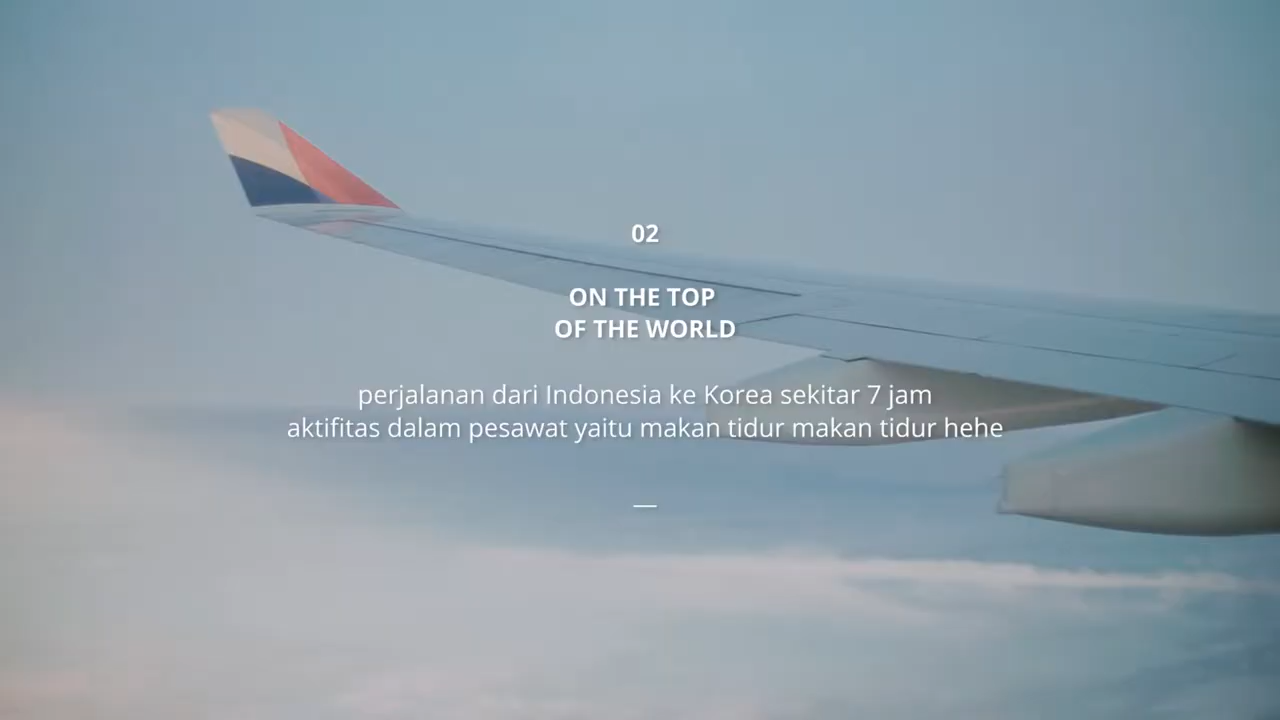 02
ON THE TOP
OF THE WORLD
perjalanan dari Indonesia ke Korea sekitar 7 jam
aktifitas dalam pesawat yaitu makan tidur makan tidur hehe
—